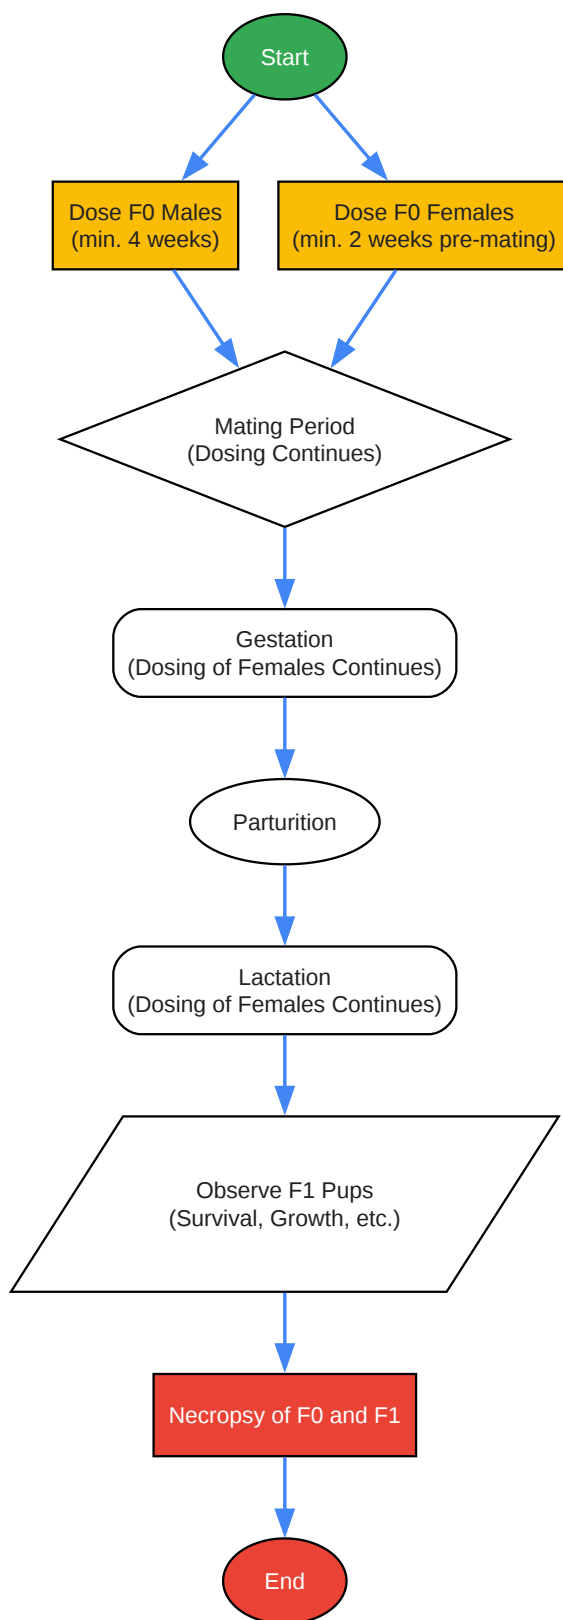 Start
Dose F0 Males
(min. 4 weeks)
Dose F0 Females
(min. 2 weeks pre-mating)
Mating Period
(Dosing Continues)
Gestation
(Dosing of Females Continues)
Parturition
Lactation
(Dosing of Females Continues)
Observe F1 Pups
(Survival, Growth, etc.)
Necropsy of F0 and F1
End